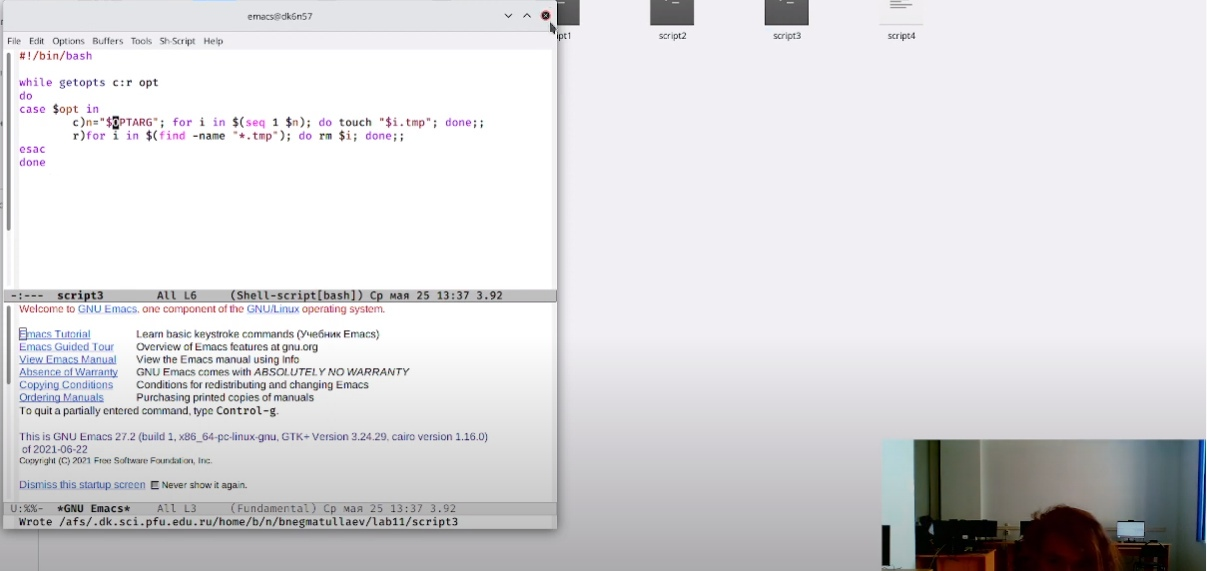 emacs@dk6n57
File Edit Options Buffers Tools Sh-Script Help
#!/bin/bash
while getopts c:r opt
do
case $opt in
c)n="$OPTARG"; for i in $(seq 1 $n); do touch "$i.tmp"; done;;
r)for i in $(find -name "*.tmp"); do rm $i; done;;
esac
done
-:--- script3 All L6 (Shell-script[bash]) Ср мая 25 13:37 3.92
Welcome to GNU Emacs, one component of the GNU/Linux operating system.
Emacs Tutorial Learn basic keystroke commands (Учебник Emacs)
Emacs Guided Tour Overview of Emacs features at gnu.org
View Emacs Manual View the Emacs manual using Info
Absence of Warranty GNU Emacs comes with ABSOLUTELY NO WARRANTY
Copying Conditions Conditions for redistributing and changing Emacs
Ordering Manuals Purchasing printed copies of manuals
To quit a partially entered command, type Control-g.
This is GNU Emacs 27.2 (build 1, x86_64-pc-linux-gnu, GTK+ Version 3.24.29, cairo version 1.16.0)
of 2021-06-22
Copyright (C) 2021 Free Software Foundation, Inc.
Dismiss this startup screen Never show it again.
U:%%- *GNU Emacs* All L3 (Fundamental) Ср мая 25 13:37 3.92
Wrote /afs/.dk.sci.pfu.edu.ru/home/b/n/bnegmatullaev/lab11/script3
pt1 script2 script3 script4